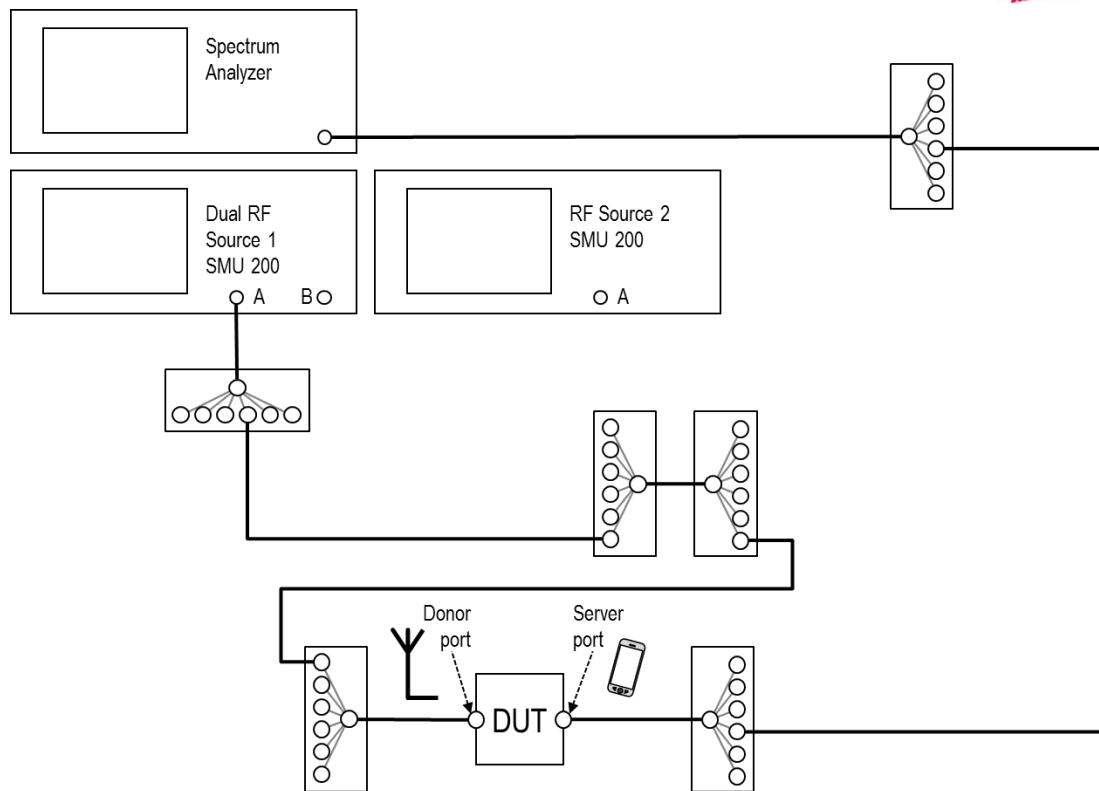 Spectrum
Analyzer
Dual RF
Source 1
SMU 200
A
B
RF Source 2
SMU 200
A
Donor
port
Server
port
DUT